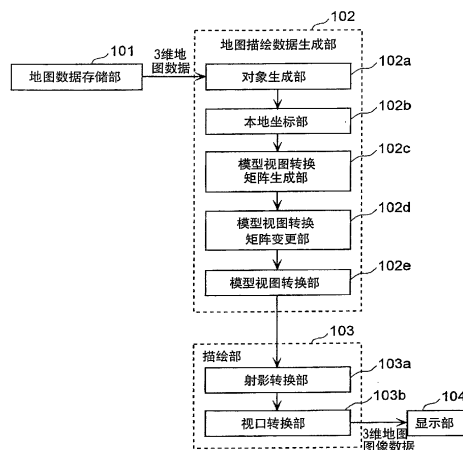 102
地图描绘数据生成部
101
3维地
图数据
地图数据存储部
102a
对象生成部
102b
本地坐标部
102c
模型视图转换
矩阵生成部
102d
模型视图转换
矩阵变更部
102e
模型视图转换部
103
描绘部
103a
射影转换部
103b
视口转换部
104
显示部
3维地图
图像数据